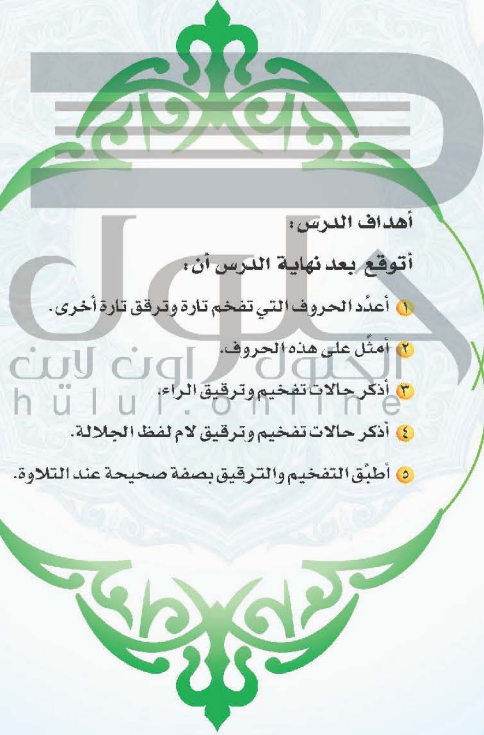 أهداف الدرس:
أتوقع بعد نهاية الدرس أن:
١ أعدِّد الحروف التي تفخم تارة وترقق تارة أخرى.
٢ أمثِّل على هذه الحروف.
٣ أذكر حالات تفخيم وترقيق الراء.
٤ أذكر حالات تفخيم وترقيق لام لفظ الجلالة.
٥ أطبِّق التفخيم والترقيق بصفة صحيحة عند التلاوة.
حلول
الحلول اون لاين
hulul.online